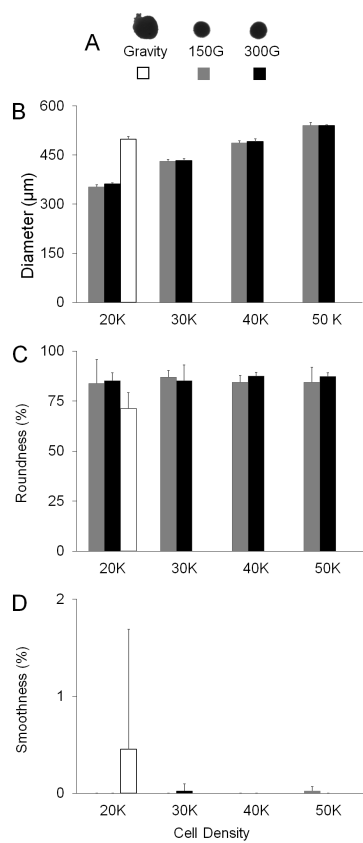 A
Gravity 150G 300G
B
600
450
300
150
0
Diameter (µm)
20K 30K 40K 50 K
C
100
75
50
25
0
Roundness (%)
20K 30K 40K 50K
D
2
1
0
Smoothness (%)
20K 30K 40K 50K
Cell Density